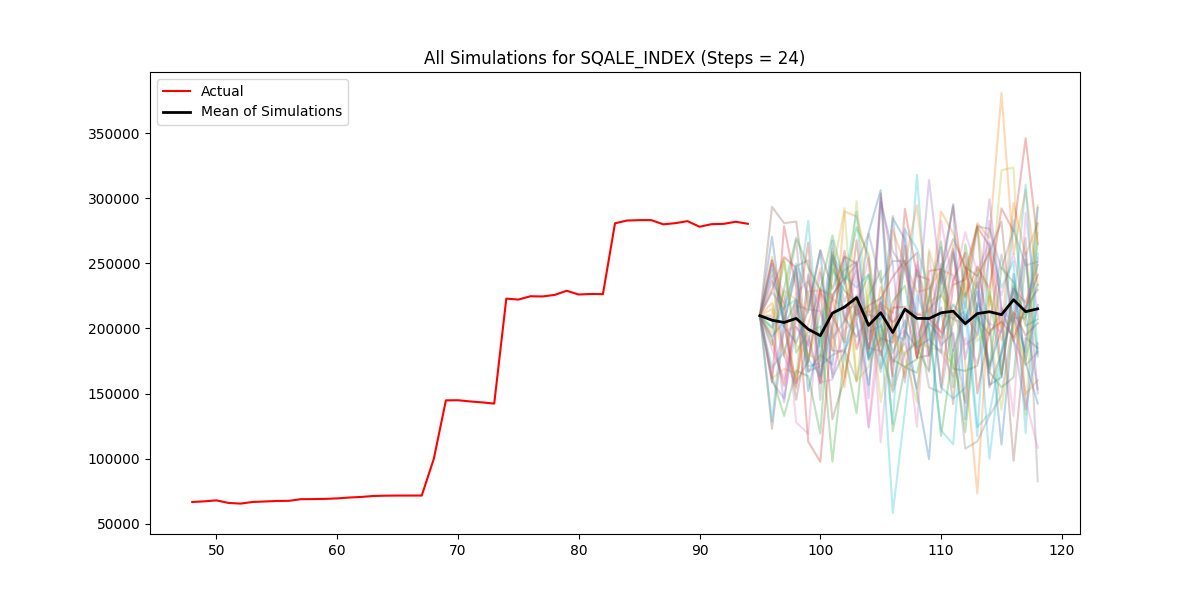 All Simulations for SQALE_INDEX (Steps = 24)
Actual
Mean of Simulations
350000
300000
250000
200000
150000
100000
50000
50 60 70 80 90 100 110 120